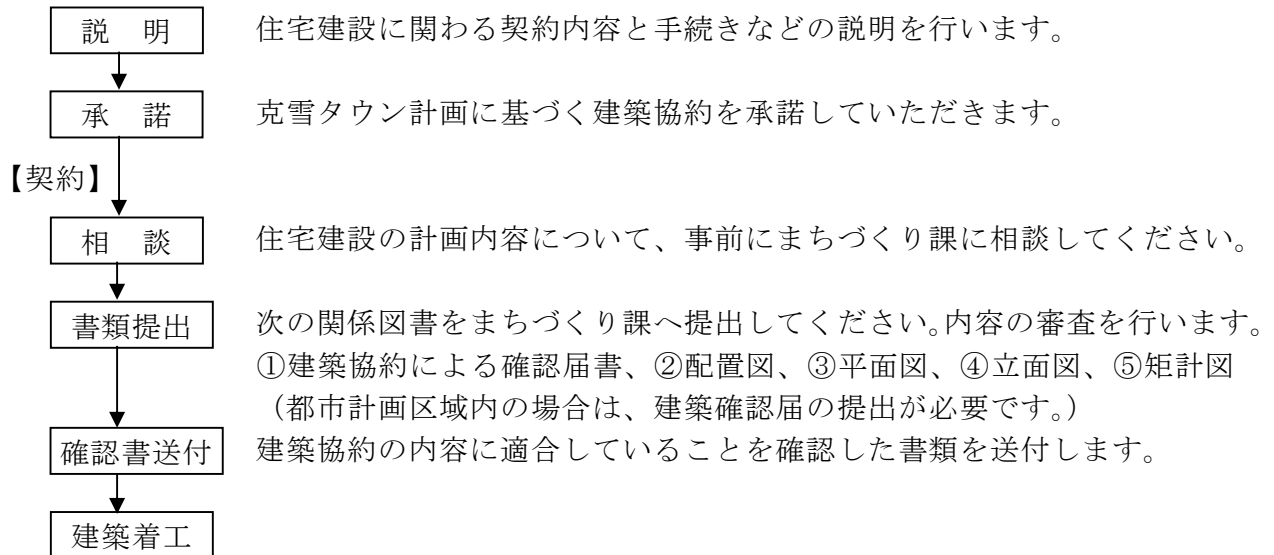 説　明　住宅建設に関わる契約内容と手続きなどの説明を行います。
承　諾　克雪タウン計画に基づく建築協約を承諾していただきます。
【契約】
相　談　住宅建設の計画内容について、事前にまちづくり課に相談してください。
書類提出　次の関係図書をまちづくり課へ提出してください。内容の審査を行います。
①建築協約による確認届書、②配置図、③平面図、④立面図、⑤矩計図
（都市計画区域内の場合は、建築確認届の提出が必要です。）
確認書送付　建築協約の内容に適合していることを確認した書類を送付します。
建築着工